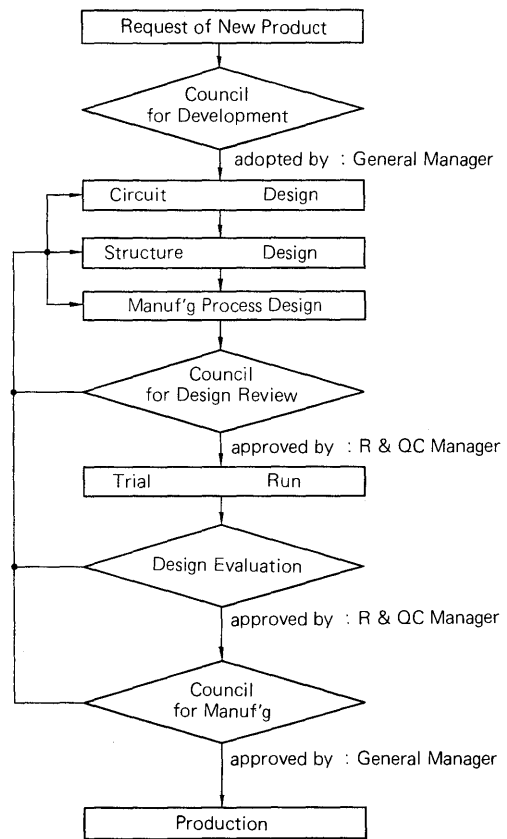 Request of New Product
Council
for Development
adopted by : General Manager
Circuit Design
Structure Design
Manuf'g Process Design
Council
for Design Review
approved by : R & QC Manager
Trial Run
Design Evaluation
approved by : R & QC Manager
Council
for Manuf'g
approved by : General Manager
Production